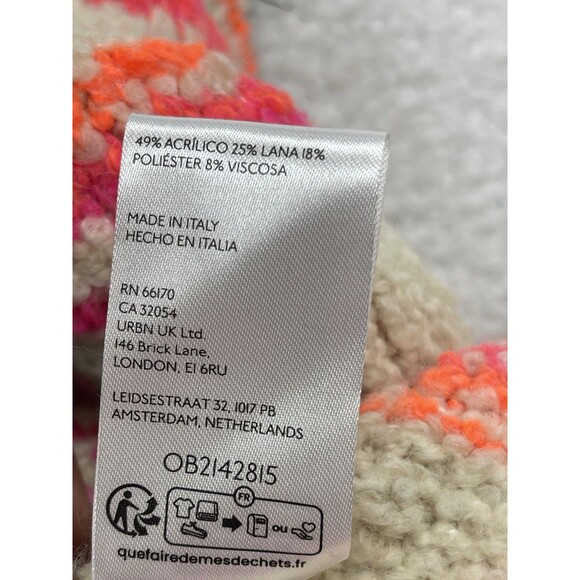 49% ACRÍLICO 25% LANA 18%
POLIÉSTER 8% VISCOSA
MADE IN ITALY
HECHO EN ITALIA
RN 66170
CA 32054
URBN UK Ltd.
146 Brick Lane,
LONDON, E1 6RU
LEIDSESTRAAT 32, 1017 PB
AMSTERDAM, NETHERLANDS
OB2142815
FR
ou
quefairedemesdechets.fr